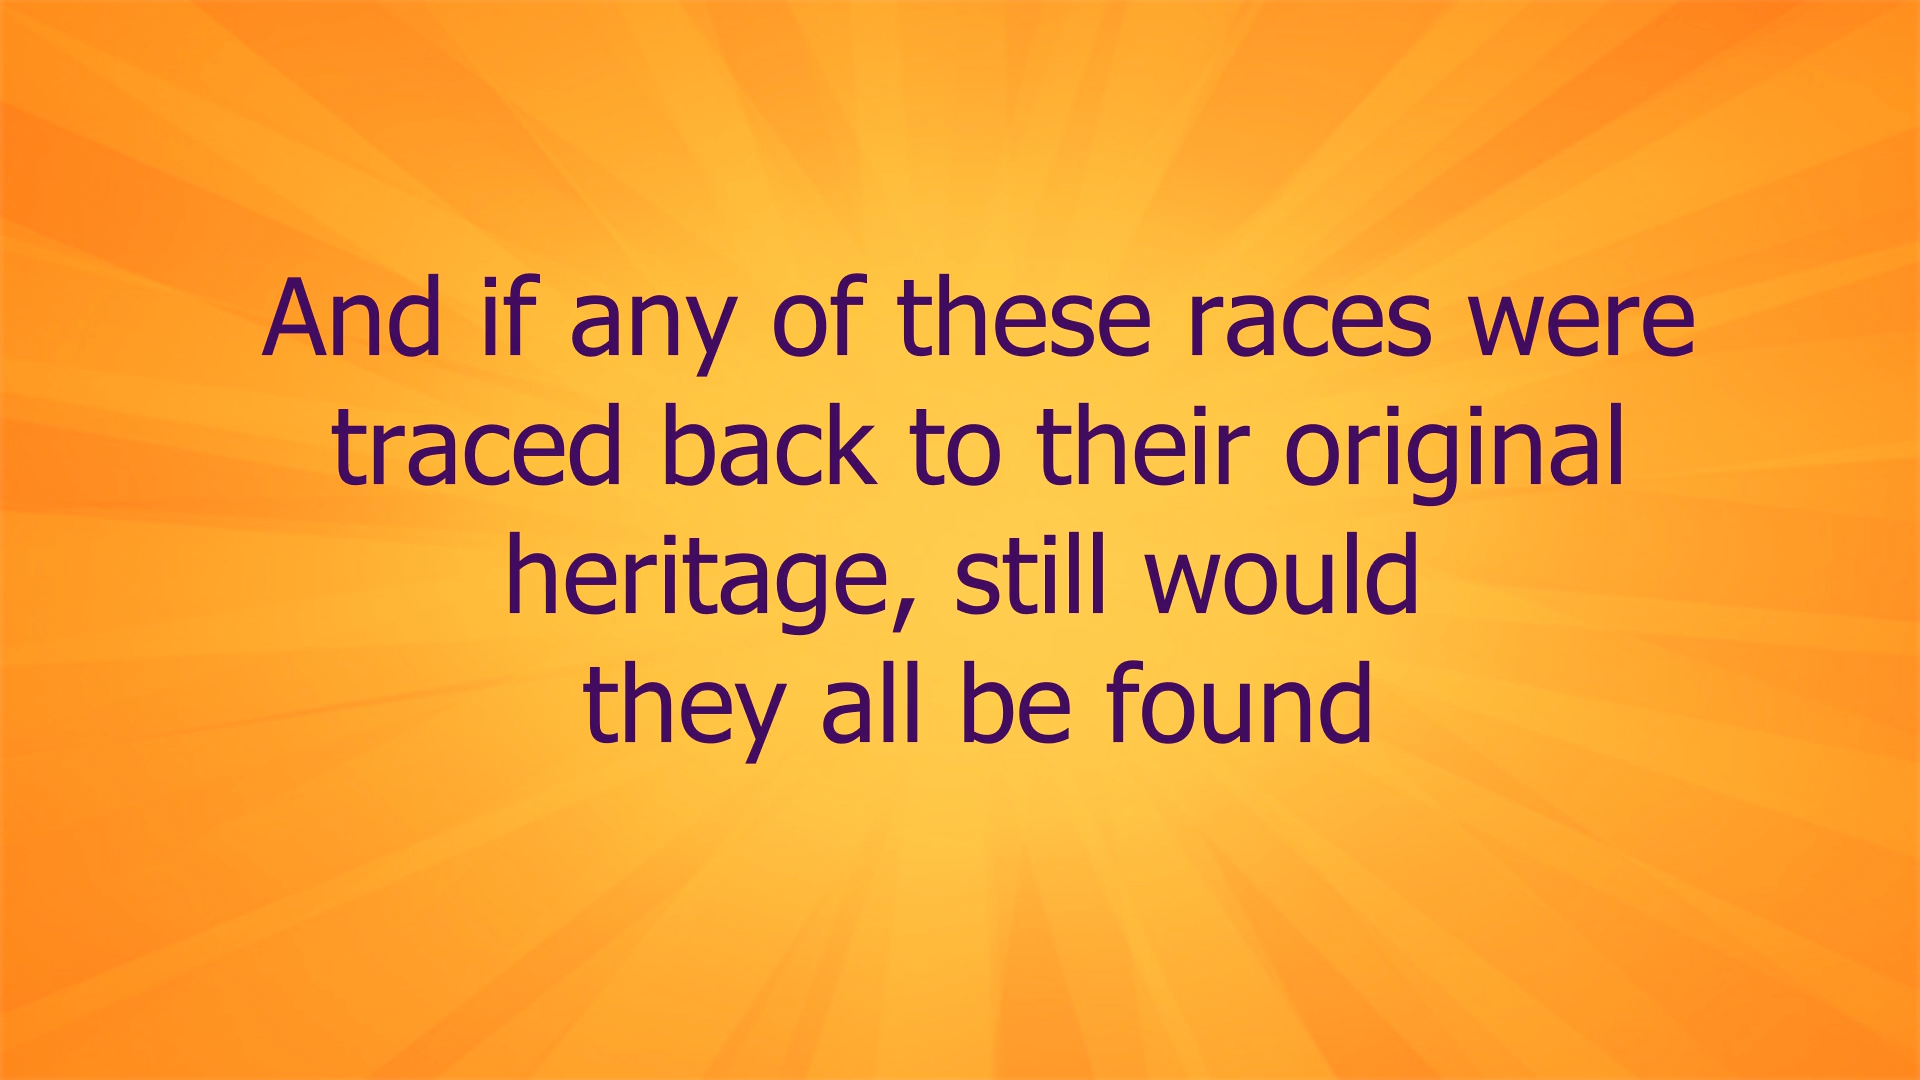 And if any of these races were
traced back to their original
heritage, still would
they all be found